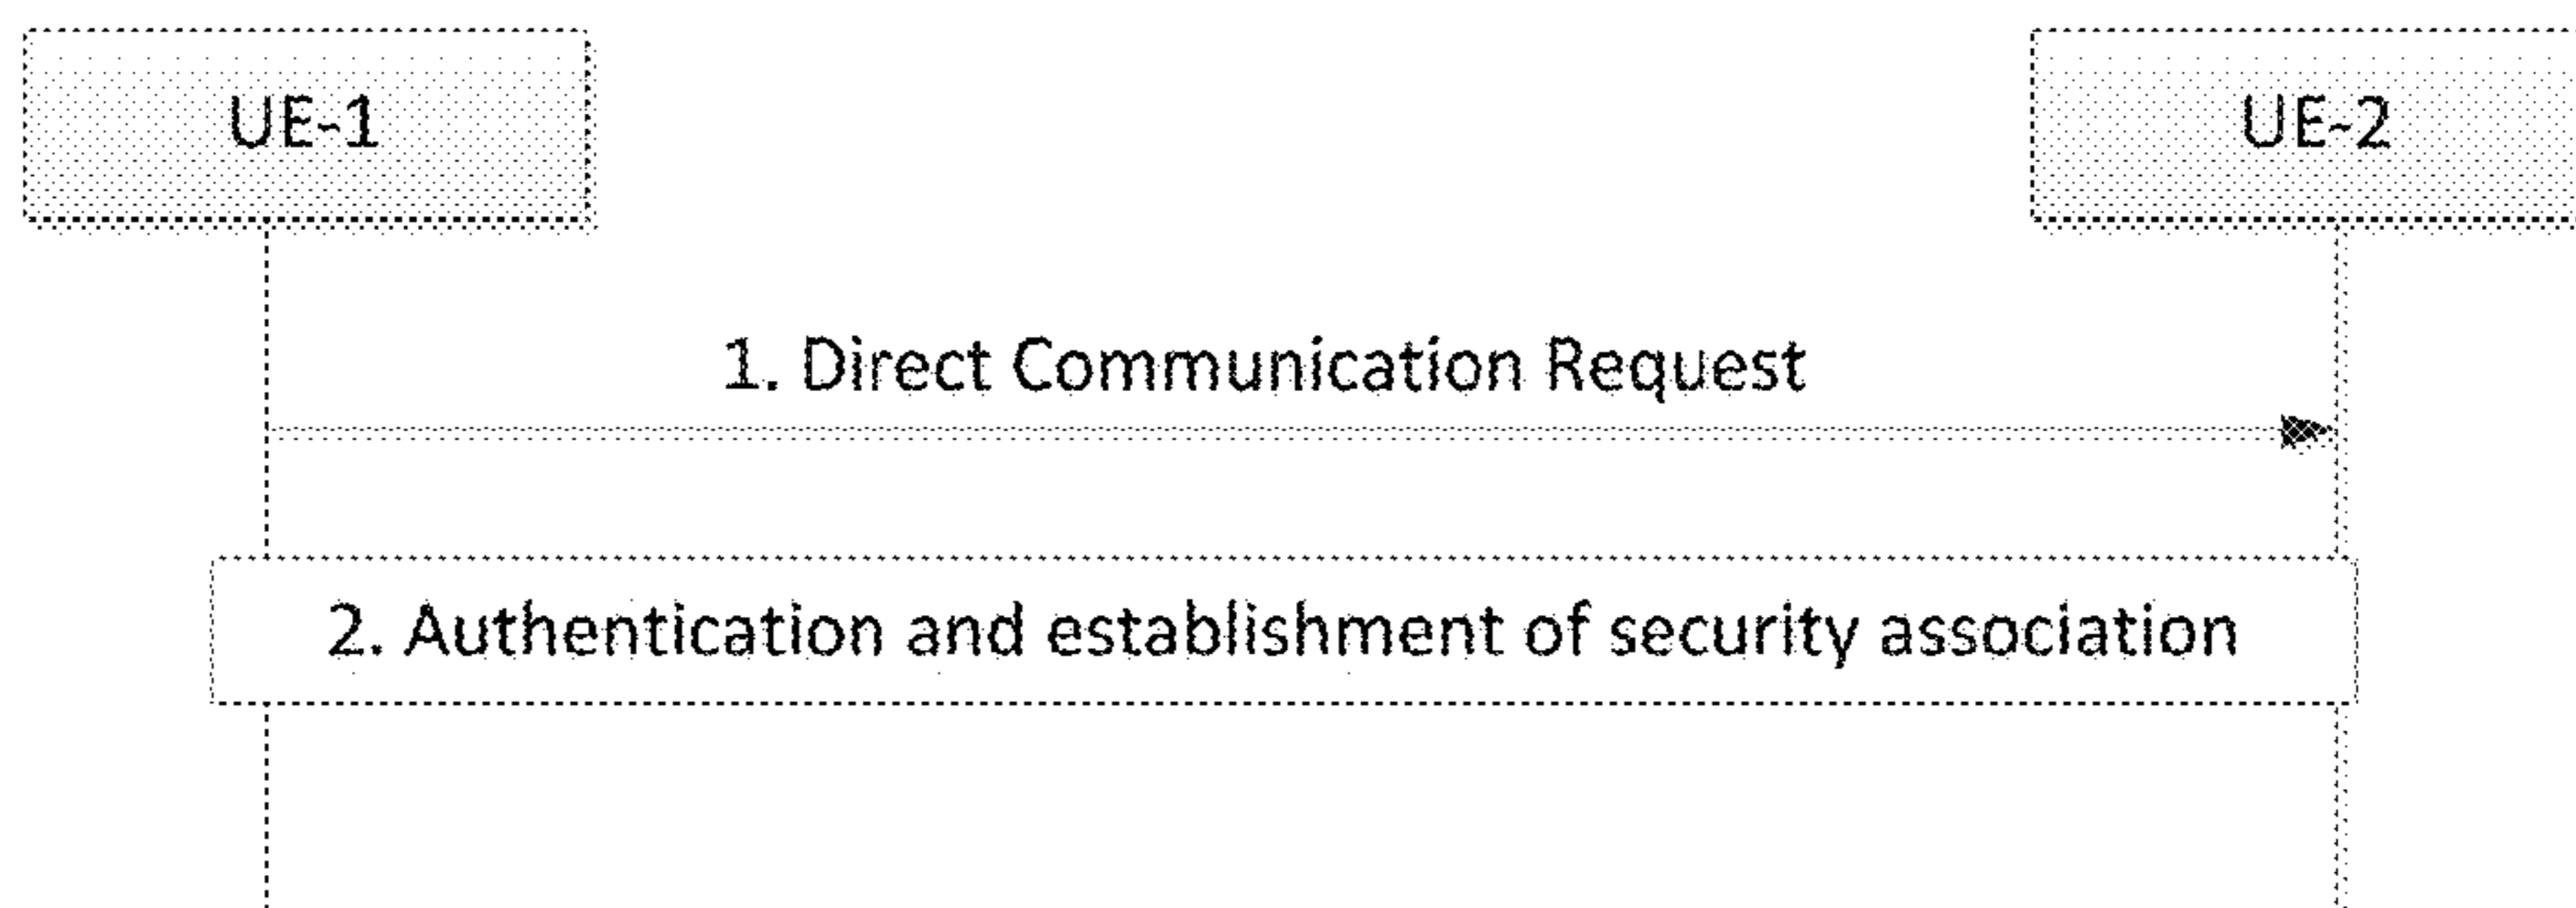 UE-1
UE-2
1. Direct Communication Request
2. Authentication and establishment of security association